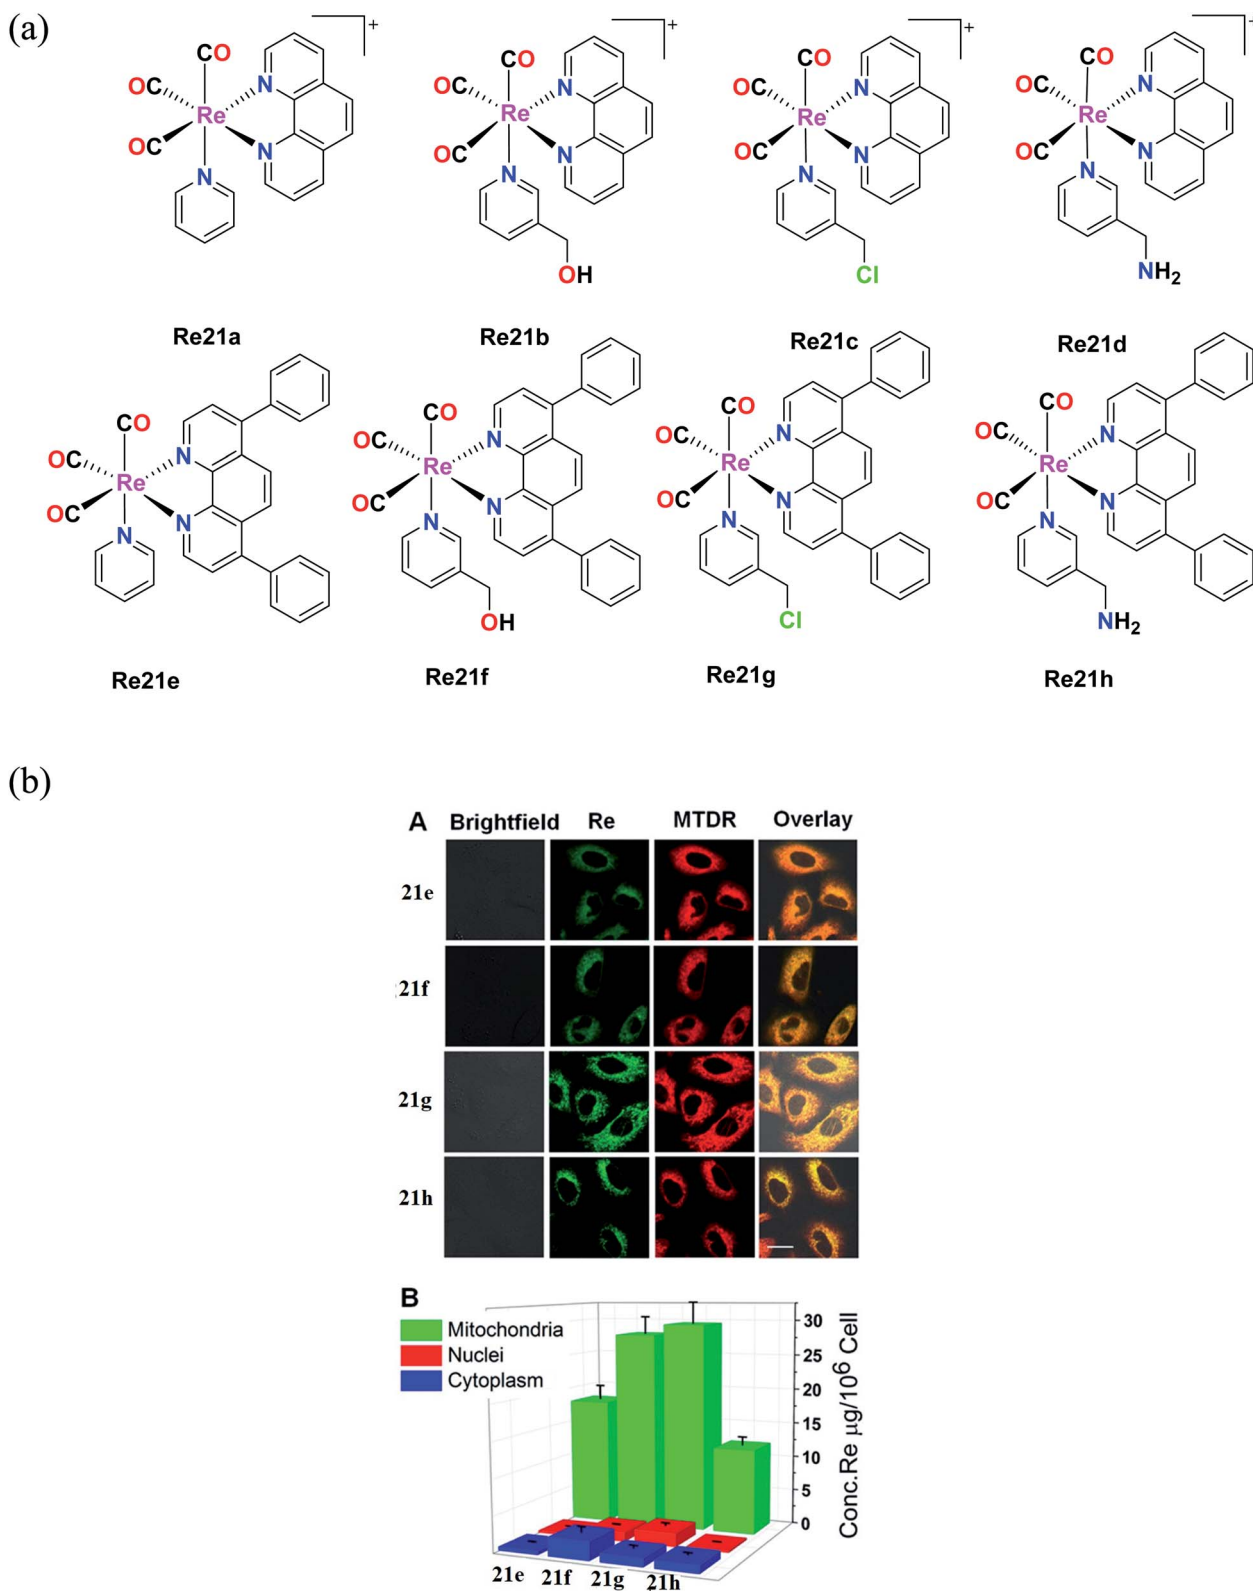 (a)
CO + CO + CO + CO +
OC Re N N OC Re N N OC Re N N OC Re N N
OC N OC N OC N OC N
OH Cl NH2
Re21a Re21b Re21c Re21d
CO CO CO CO
OC Re N N OC Re N N OC Re N N OC Re N N
OC N OC N OC N OC N
OH Cl NH2
Re21e Re21f Re21g Re21h
(b)
A Brightfield Re MTDR Overlay
21e
21f
21g
21h
B
Mitochondria
Nuclei
Cytoplasm
30
25
20
15
10
5
0
Conc.Re µg/10⁶ Cell
21e 21f 21g 21h